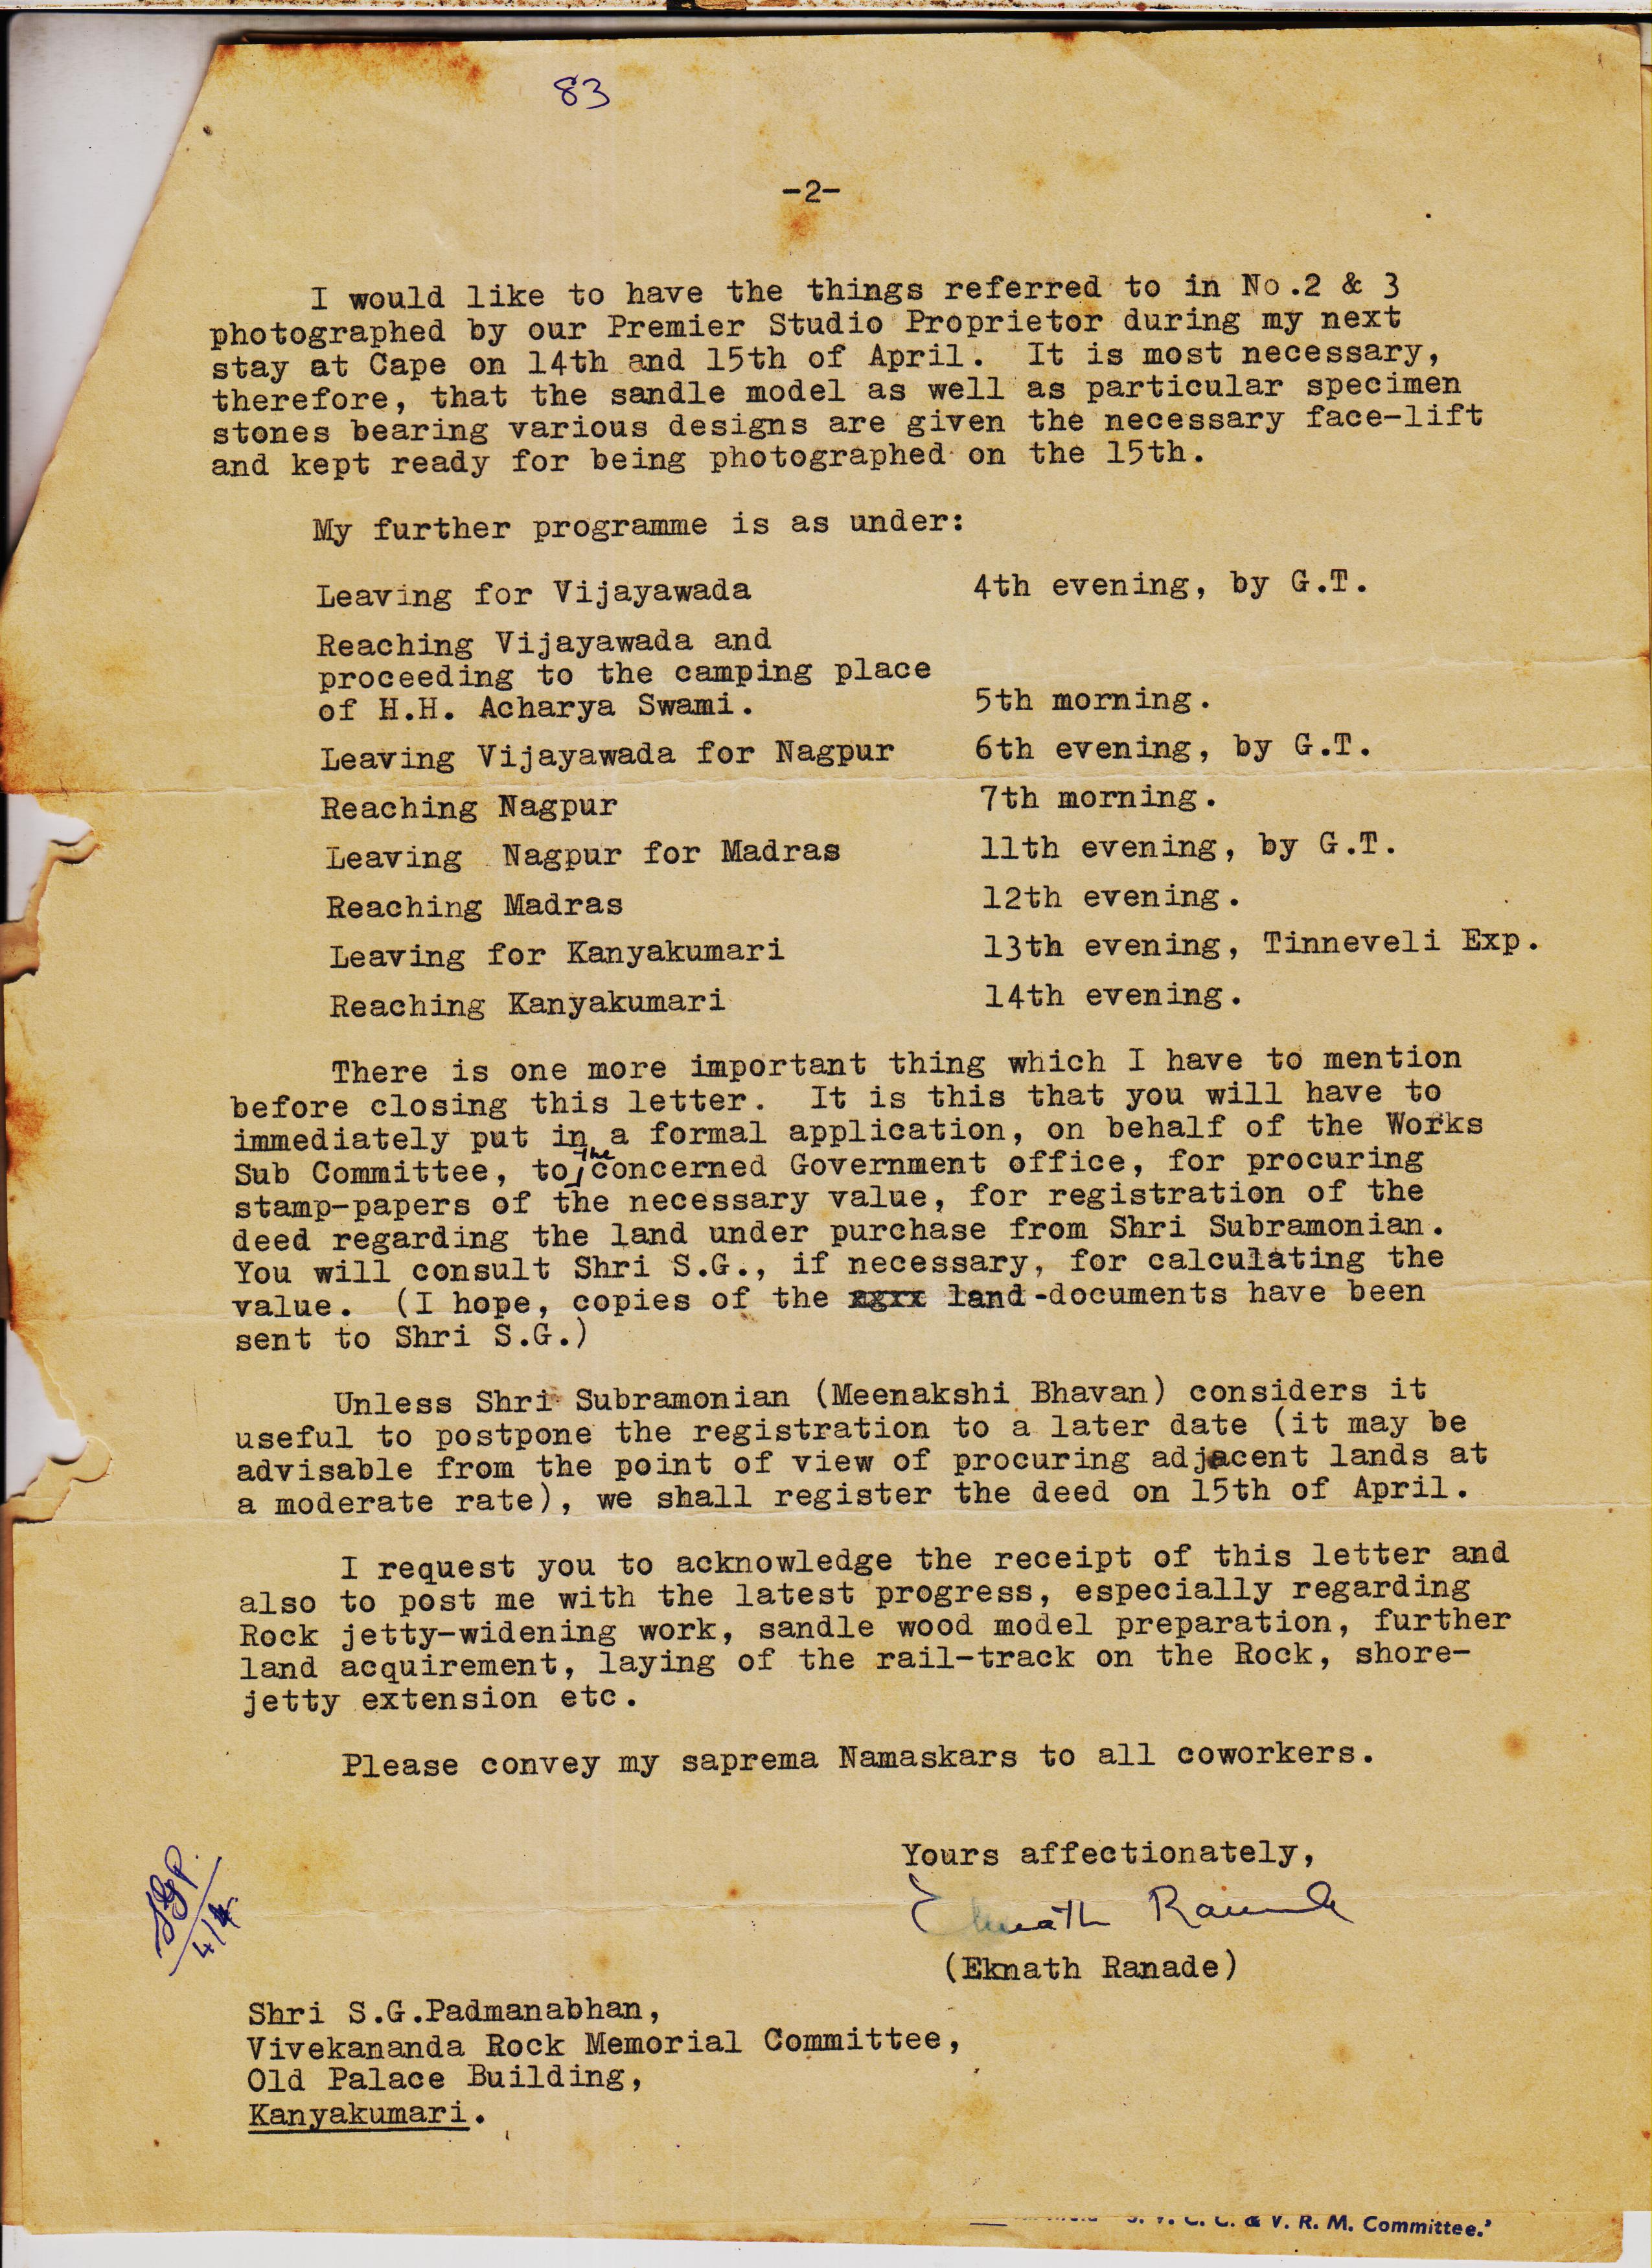 83
-2-
I would like to have the things referred to in No.2 & 3
photographed by our Premier Studio Proprietor during my next
stay at Cape on 14th and 15th of April. It is most necessary,
therefore, that the sandle model as well as particular specimen
stones bearing various designs are given the necessary face-lift
and kept ready for being photographed on the 15th.
My further programme is as under:
Leaving for Vijayawada 4th evening, by G.T.
Reaching Vijayawada and
proceeding to the camping place
of H.H. Acharya Swami. 5th morning.
Leaving Vijayawada for Nagpur 6th evening, by G.T.
Reaching Nagpur 7th morning.
Leaving Nagpur for Madras 11th evening, by G.T.
Reaching Madras 12th evening.
Leaving for Kanyakumari 13th evening, Tinneveli Exp.
Reaching Kanyakumari 14th evening.
There is one more important thing which I have to mention
before closing this letter. It is this that you will have to
immediately put in a formal application, on behalf of the Works
Sub Committee, to the concerned Government office, for procuring
stamp-papers of the necessary value, for registration of the
deed regarding the land under purchase from Shri Subramonian.
You will consult Shri S.G., if necessary, for calculating the
value. (I hope, copies of the land-documents have been
sent to Shri S.G.)
Unless Shri Subramonian (Meenakshi Bhavan) considers it
useful to postpone the registration to a later date (it may be
advisable from the point of view of procuring adjacent lands at
a moderate rate), we shall register the deed on 15th of April.
I request you to acknowledge the receipt of this letter and
also to post me with the latest progress, especially regarding
Rock jetty-widening work, sandle wood model preparation, further
land acquirement, laying of the rail-track on the Rock, shore-
jetty extension etc.
Please convey my saprema Namaskars to all coworkers.
Yours affectionately,
Eknath Ranade
(Eknath Ranade)
SGP.
4/4
Shri S.G.Padmanabhan,
Vivekananda Rock Memorial Committee,
Old Palace Building,
Kanyakumari.
& V. R. M. Committee.'